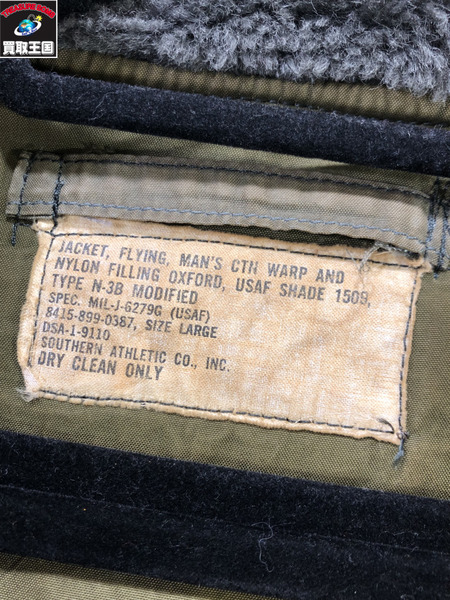 TREASURE MARKET
買取王国
JACKET, FLYING, MAN'S CTH WARP AND
NYLON FILLING OXFORD, USAF SHADE 1509,
TYPE N-3B MODIFIED
SPEC. MIL-J-6279G (USAF)
8415-899-0387, SIZE LARGE
DSA-1-9110
SOUTHERN ATHLETIC CO., INC.
DRY CLEAN ONLY